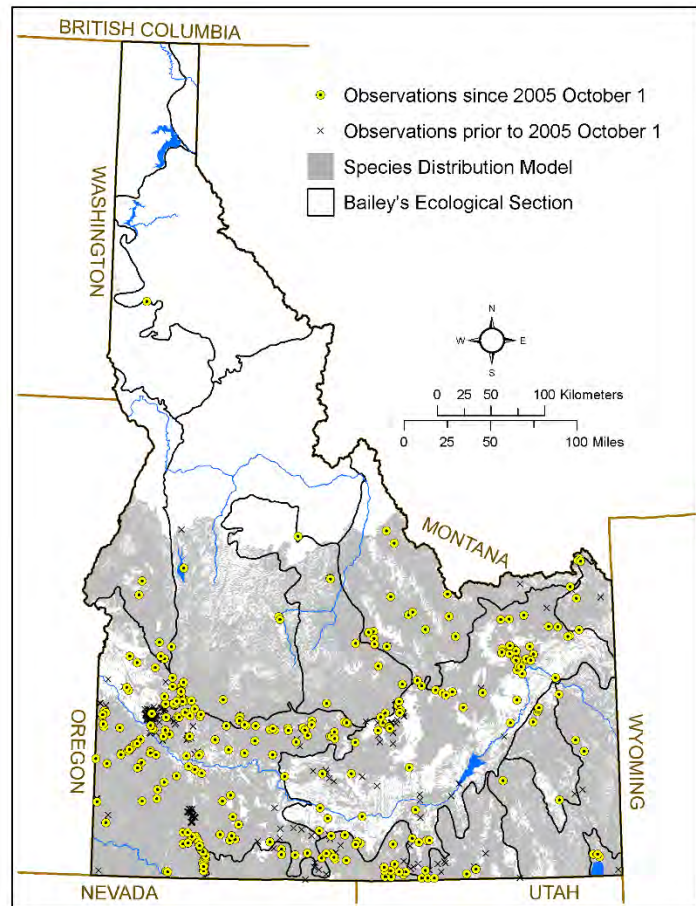 BRITISH COLUMBIA
Observations since 2005 October 1
Observations prior to 2005 October 1
Species Distribution Model
Bailey's Ecological Section
WASHINGTON
N
W E
S
0 25 50 100 Kilometers
0 25 50 100 Miles
MONTANA
OREGON
WYOMING
NEVADA
UTAH